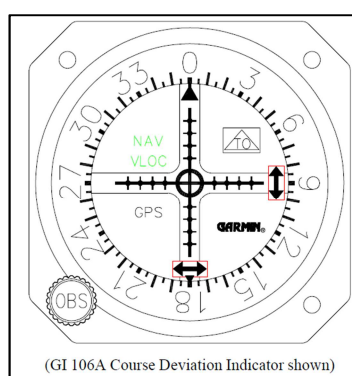 0
3
6
9
12
15
18
21
24
27
30
33
NAV
VLOC
TO
GPS
GARMIN®
OBS
(GI 106A Course Deviation Indicator shown)